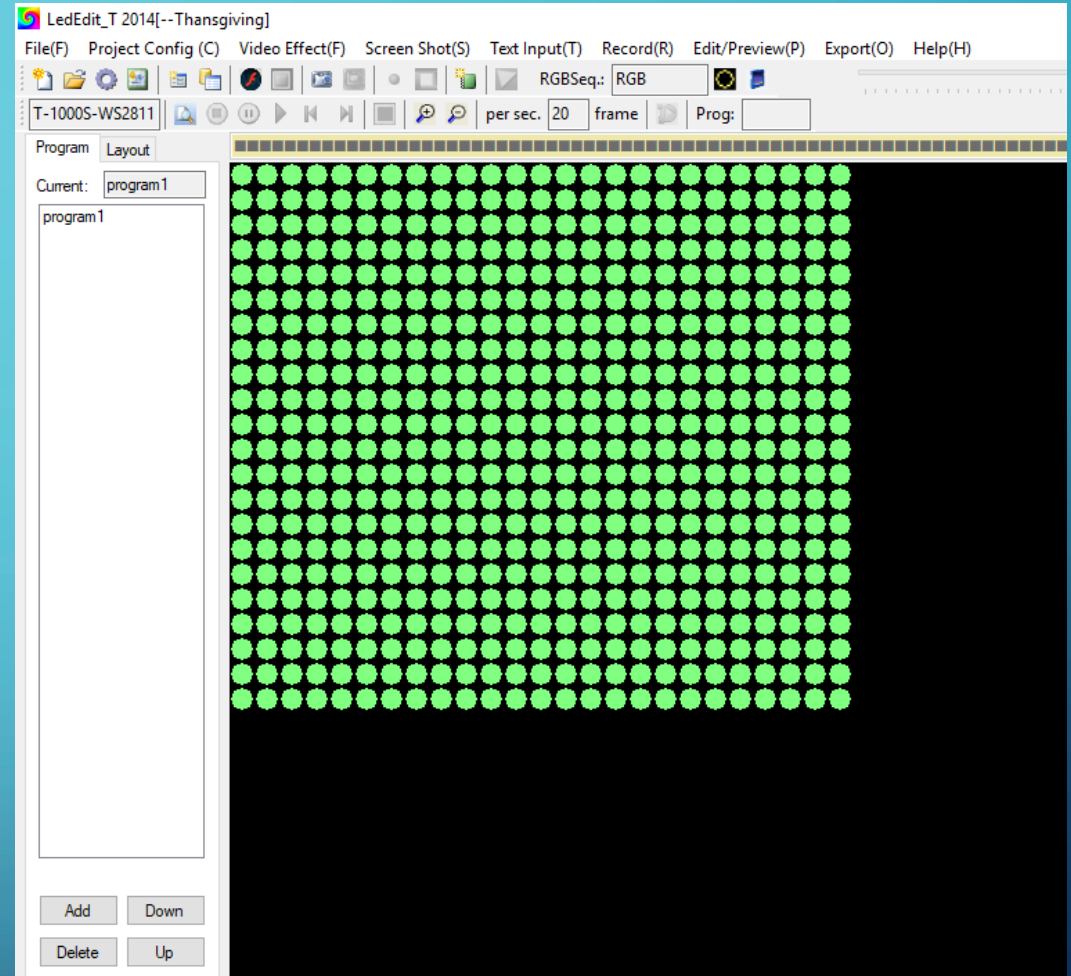 LedEdit_T 2014[--Thansgiving]
File(F) Project Config (C) Video Effect(F) Screen Shot(S) Text Input(T) Record(R) Edit/Preview(P) Export(O) Help(H)
RGBSeq.: RGB
T-1000S-WS2811 per sec. 20 frame Prog:
Program Layout
Current: program1
program1
Add Down
Delete Up